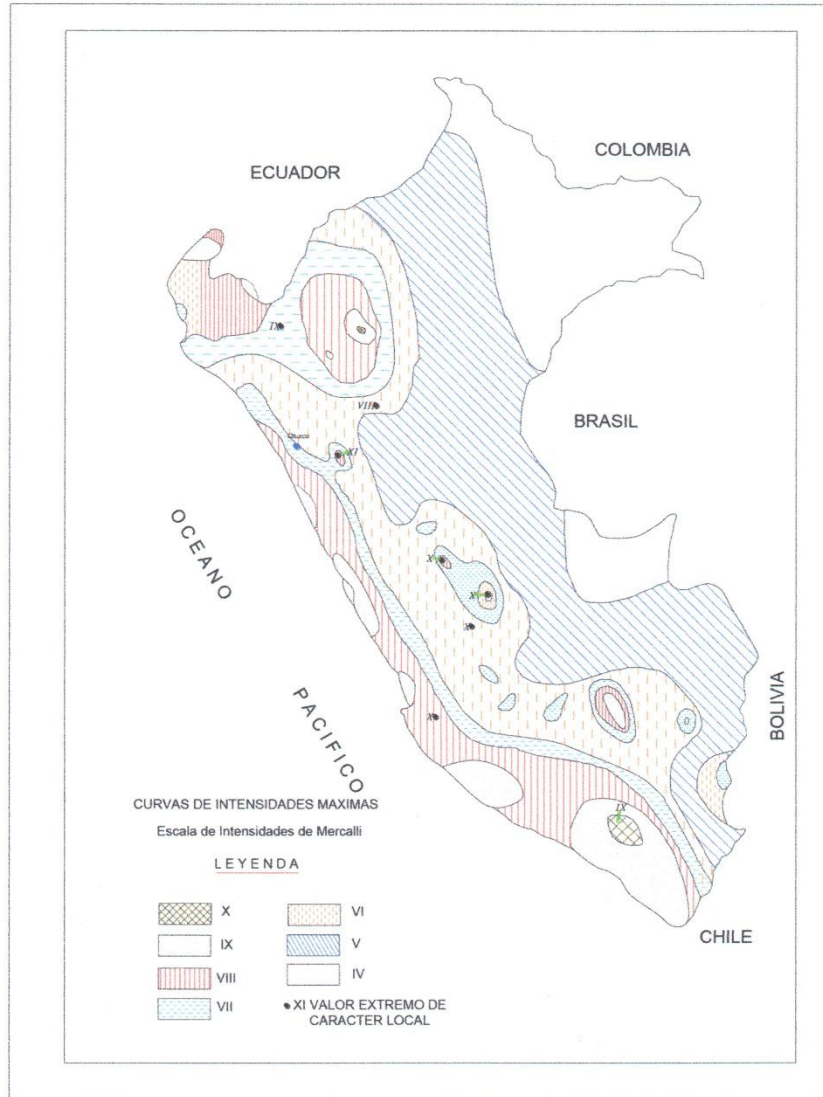 COLOMBIA
ECUADOR
IX
VII
BRASIL
XI
OCEANO
X
X
X
PACIFICO
X
BOLIVIA
IX
CURVAS DE INTENSIDADES MAXIMAS
Escala de Intensidades de Mercalli
LEYENDA
X
IX
VIII
VII
VI
V
IV
XI VALOR EXTREMO DE
CARACTER LOCAL
CHILE